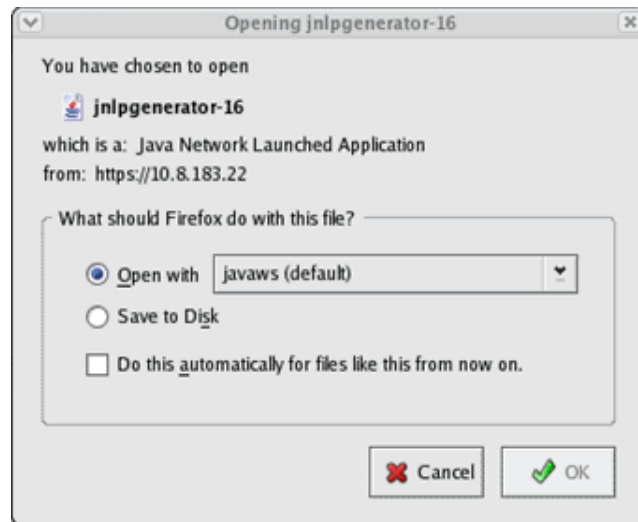 Opening jnlpgenerator-16
You have chosen to open
jnlpgenerator-16
which is a: Java Network Launched Application
from: https://10.8.183.22
What should Firefox do with this file?
Open with javaws (default)
Save to Disk
Do this automatically for files like this from now on.
Cancel OK